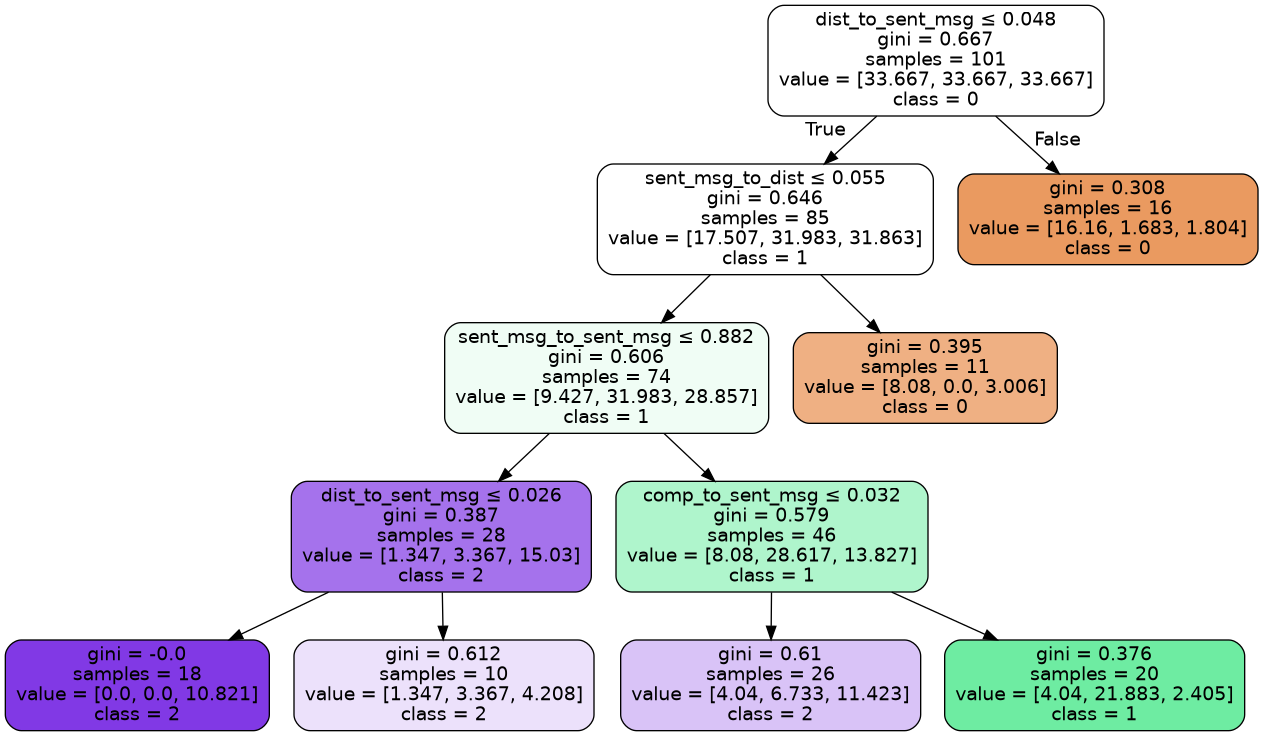 dist_to_sent_msg ≤ 0.048
gini = 0.667
samples = 101
value = [33.667, 33.667, 33.667]
class = 0
True
False
sent_msg_to_dist ≤ 0.055
gini = 0.646
samples = 85
value = [17.507, 31.983, 31.863]
class = 1
gini = 0.308
samples = 16
value = [16.16, 1.683, 1.804]
class = 0
sent_msg_to_sent_msg ≤ 0.882
gini = 0.606
samples = 74
value = [9.427, 31.983, 28.857]
class = 1
gini = 0.395
samples = 11
value = [8.08, 0.0, 3.006]
class = 0
dist_to_sent_msg ≤ 0.026
gini = 0.387
samples = 28
value = [1.347, 3.367, 15.03]
class = 2
comp_to_sent_msg ≤ 0.032
gini = 0.579
samples = 46
value = [8.08, 28.617, 13.827]
class = 1
gini = -0.0
samples = 18
value = [0.0, 0.0, 10.821]
class = 2
gini = 0.612
samples = 10
value = [1.347, 3.367, 4.208]
class = 2
gini = 0.61
samples = 26
value = [4.04, 6.733, 11.423]
class = 2
gini = 0.376
samples = 20
value = [4.04, 21.883, 2.405]
class = 1